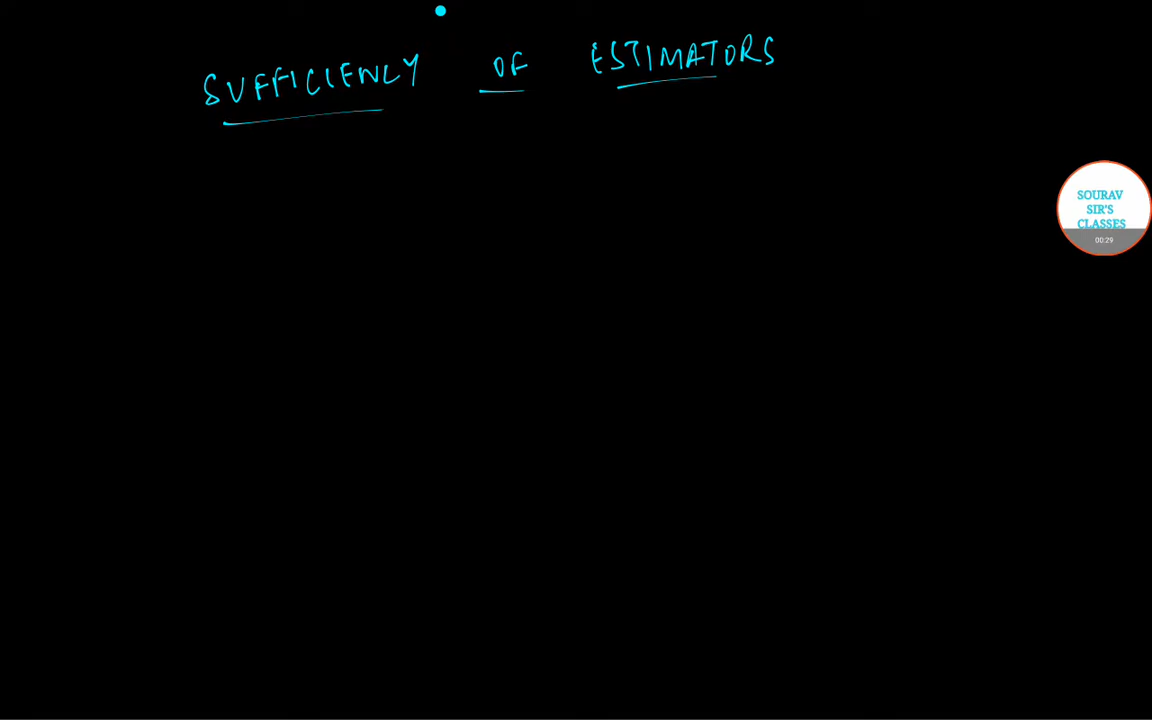 SUFFICIENCY OF ESTIMATORS
SOURAV
SIR'S
CLASSES
00:29